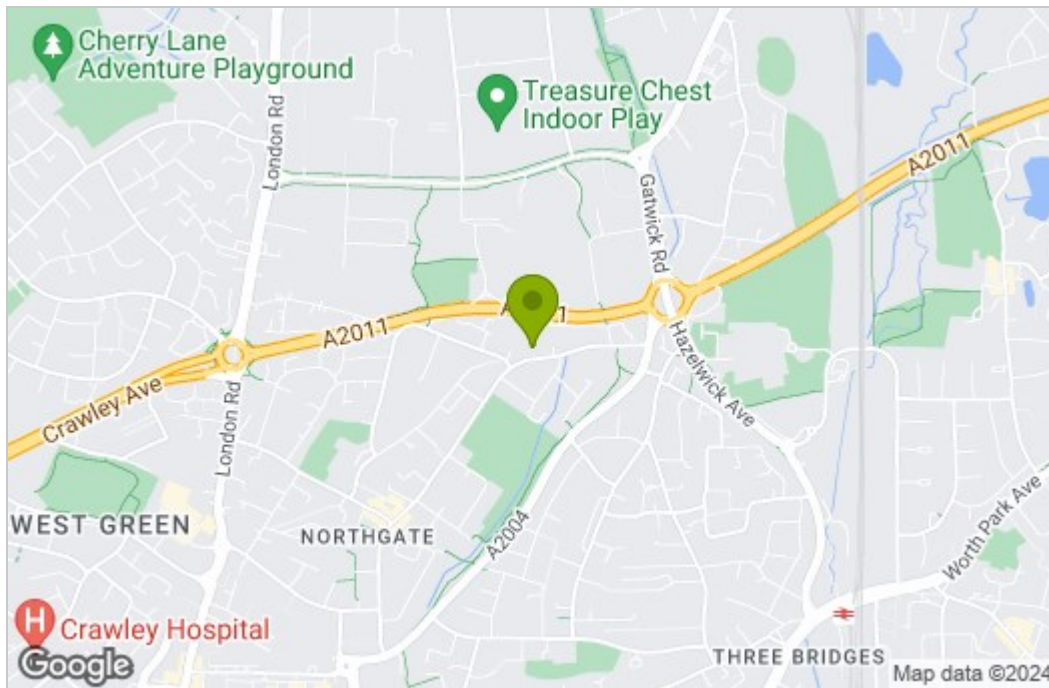 Cherry Lane
Adventure Playground
London Rd
Treasure Chest
Indoor Play
A2011
Gatwick Rd
A2011
A2011
Crawley Ave
London Rd
Hazelwick Ave
WEST GREEN
NORTHGATE
A2004
Worth Park Ave
H
Crawley Hospital
THREE BRIDGES
Google
Map data ©2024